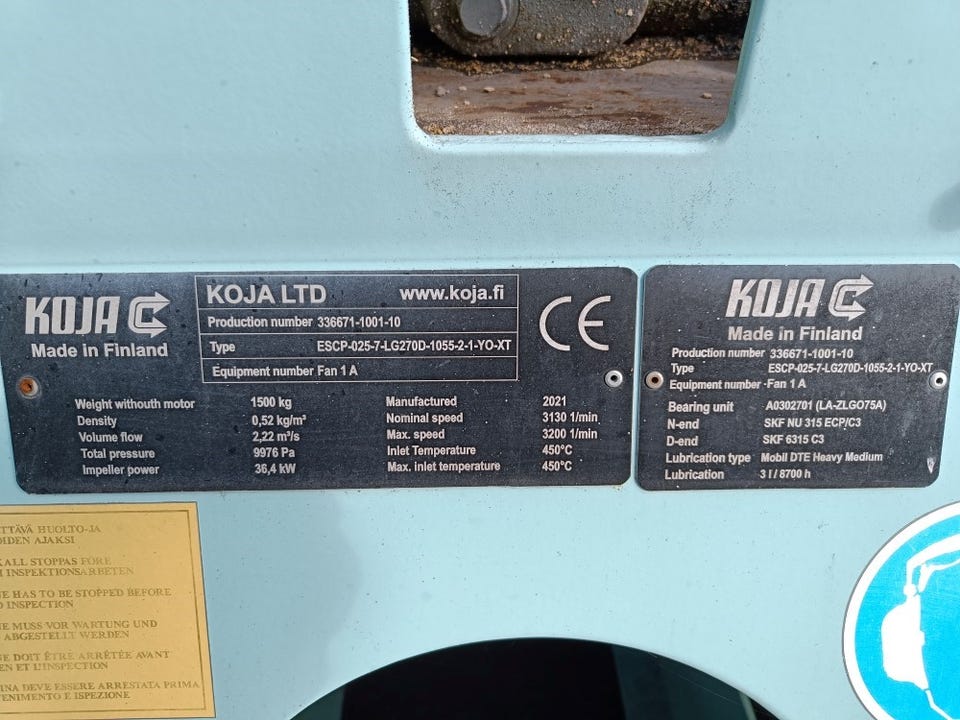 KOJA
Made in Finland
KOJA LTD www.koja.fi
Production number 336671-1001-10
Type ESCP-025-7-LG270D-1055-2-1-YO-XT
Equipment number Fan 1 A
CE
Weight withouth motor 1500 kg
Density 0,52 kg/m³
Volume flow 2,22 m³/s
Total pressure 9976 Pa
Impeller power 36,4 kW
Manufactured 2021
Nominal speed 3130 1/min
Max. speed 3200 1/min
Inlet Temperature 450°C
Max. inlet temperature 450°C
KOJA
Made in Finland
Production number 336671-1001-10
Type ESCP-025-7-LG270D-1055-2-1-YO-XT
Equipment number Fan 1 A
Bearing unit A0302701 (LA-ZLGO75A)
N-end SKF NU 315 ECP/C3
D-end SKF 6315 C3
Lubrication type Mobil DTE Heavy Medium
Lubrication 3 l / 8700 h
HUOLTO-JA
AJAKSI
STOPPAS FÖRE
INSPEKTIONSARBETEN
HAS TO BE STOPPED BEFORE
INSPECTION
MUSS VOR WARTUNG UND
ABGESTELLT WERDEN
DOIT ÊTRE ARRÊTÉE AVANT
ET L'INSPECTION
DEVE ESSERE ARRESTATA PRIMA
E ISPEZIONE